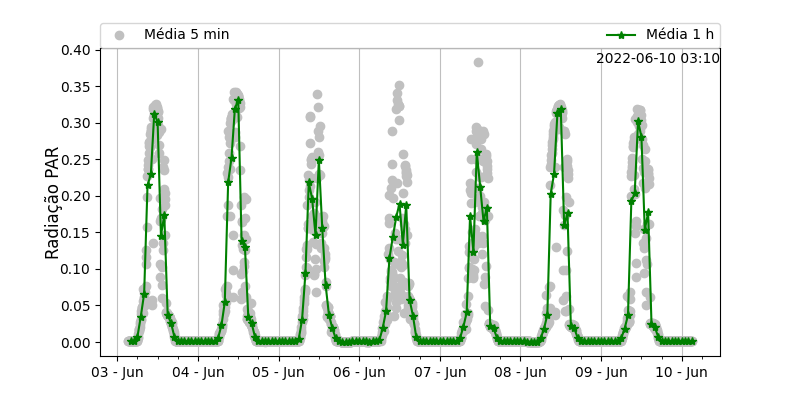 Média 5 min
Média 1 h
2022-06-10 03:10
Radiação PAR
0.40
0.35
0.30
0.25
0.20
0.15
0.10
0.05
0.00
03 - Jun
04 - Jun
05 - Jun
06 - Jun
07 - Jun
08 - Jun
09 - Jun
10 - Jun